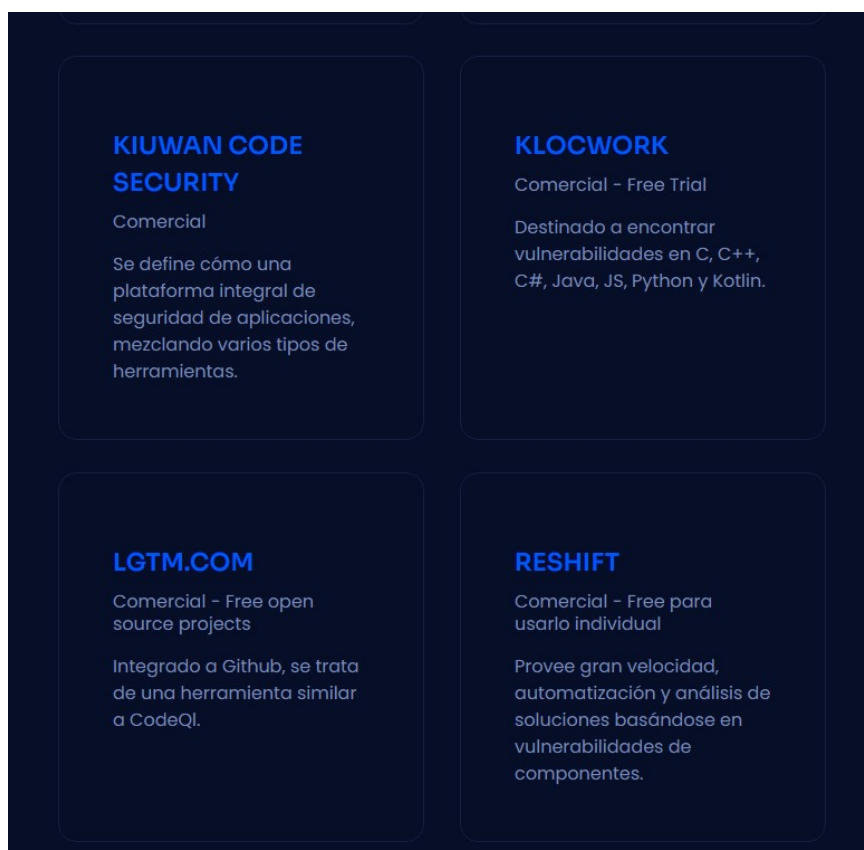 KIUWAN CODE
SECURITY
Comercial
Se define cómo una
plataforma integral de
seguridad de aplicaciones,
mezclando varios tipos de
herramientas.
KLOCWORK
Comercial - Free Trial
Destinado a encontrar
vulnerabilidades en C, C++,
C#, Java, JS, Python y Kotlin.
LGTM.COM
Comercial - Free open
source projects
Integrado a Github, se trata
de una herramienta similar
a CodeQl.
RESHIFT
Comercial - Free para
usarlo individual
Provee gran velocidad,
automatización y análisis de
soluciones basándose en
vulnerabilidades de
componentes.